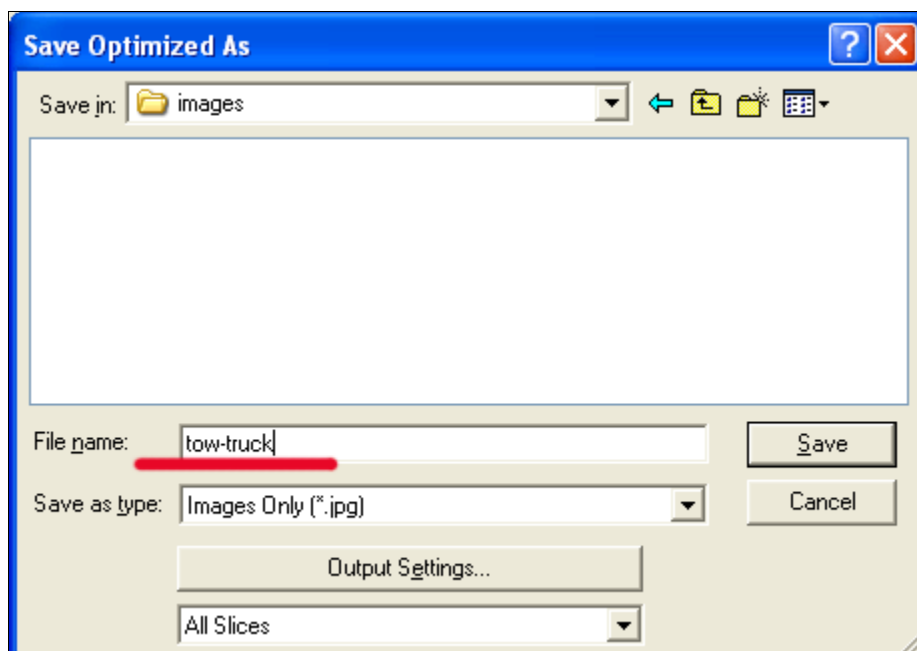 Save Optimized As
Save in: images
File name: tow-truck Save
Save as type: Images Only (*.jpg) Cancel
Output Settings...
All Slices